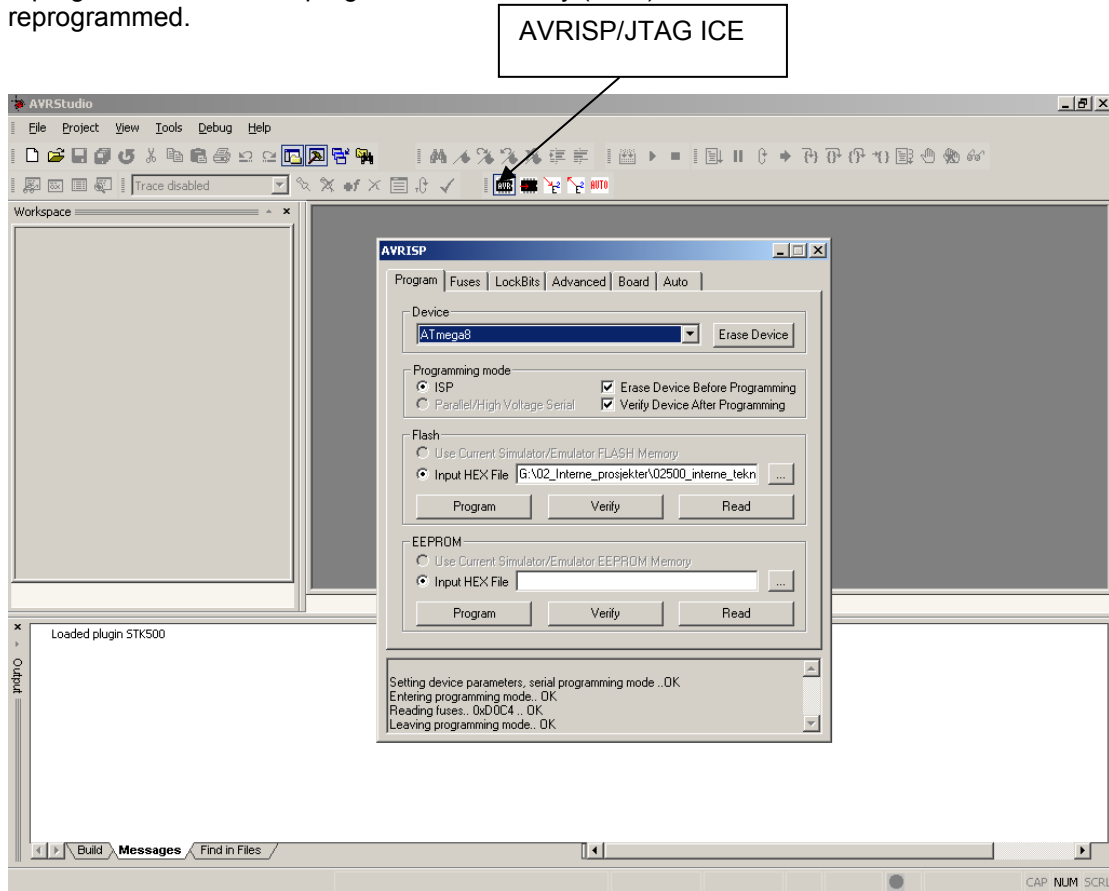 reprogrammed.
AVRISP/JTAG ICE
AVRStudio
File Project View Tools Debug Help
Trace disabled
AVR AUTO
Workspace
AVRISP
Program Fuses LockBits Advanced Board Auto
Device
ATmega8 Erase Device
Programming mode
ISP Erase Device Before Programming
Parallel/High Voltage Serial Verify Device After Programming
Flash
Use Current Simulator/Emulator FLASH Memory
Input HEX File G:\02_Interne_prosjekter\02500_interne_tekn ...
Program Verify Read
EEPROM
Use Current Simulator/Emulator EEPROM Memory
Input HEX File ...
Program Verify Read
Setting device parameters, serial programming mode ..OK
Entering programming mode.. OK
Reading fuses.. 0xD0C4 .. OK
Leaving programming mode.. OK
Loaded plugin STK500
Output
Build Messages Find in Files
CAP NUM SCRL